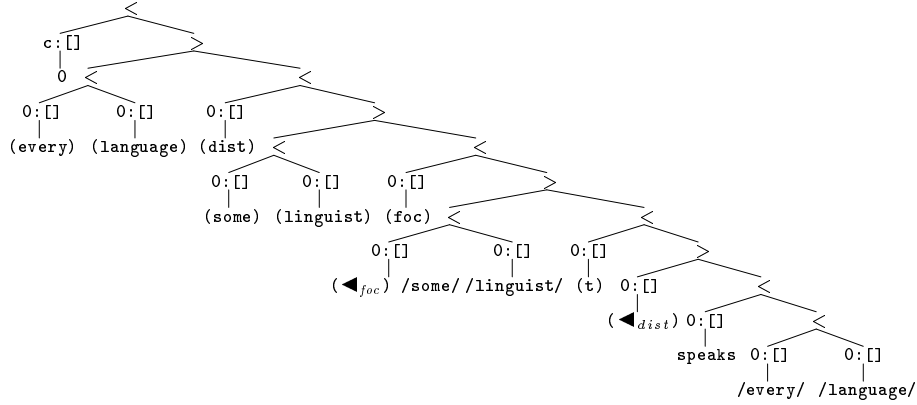 <
c:[] >
0 < <
0:[] 0:[] 0:[] >
(every) (language) (dist) < <
0:[] 0:[] 0:[] >
(some) (linguist) (foc) < <
0:[] 0:[] 0:[] >
(◀foc) /some/ /linguist/ (t) 0:[] <
(◀dist) 0:[] <
speaks 0:[] 0:[]
/every/ /language/